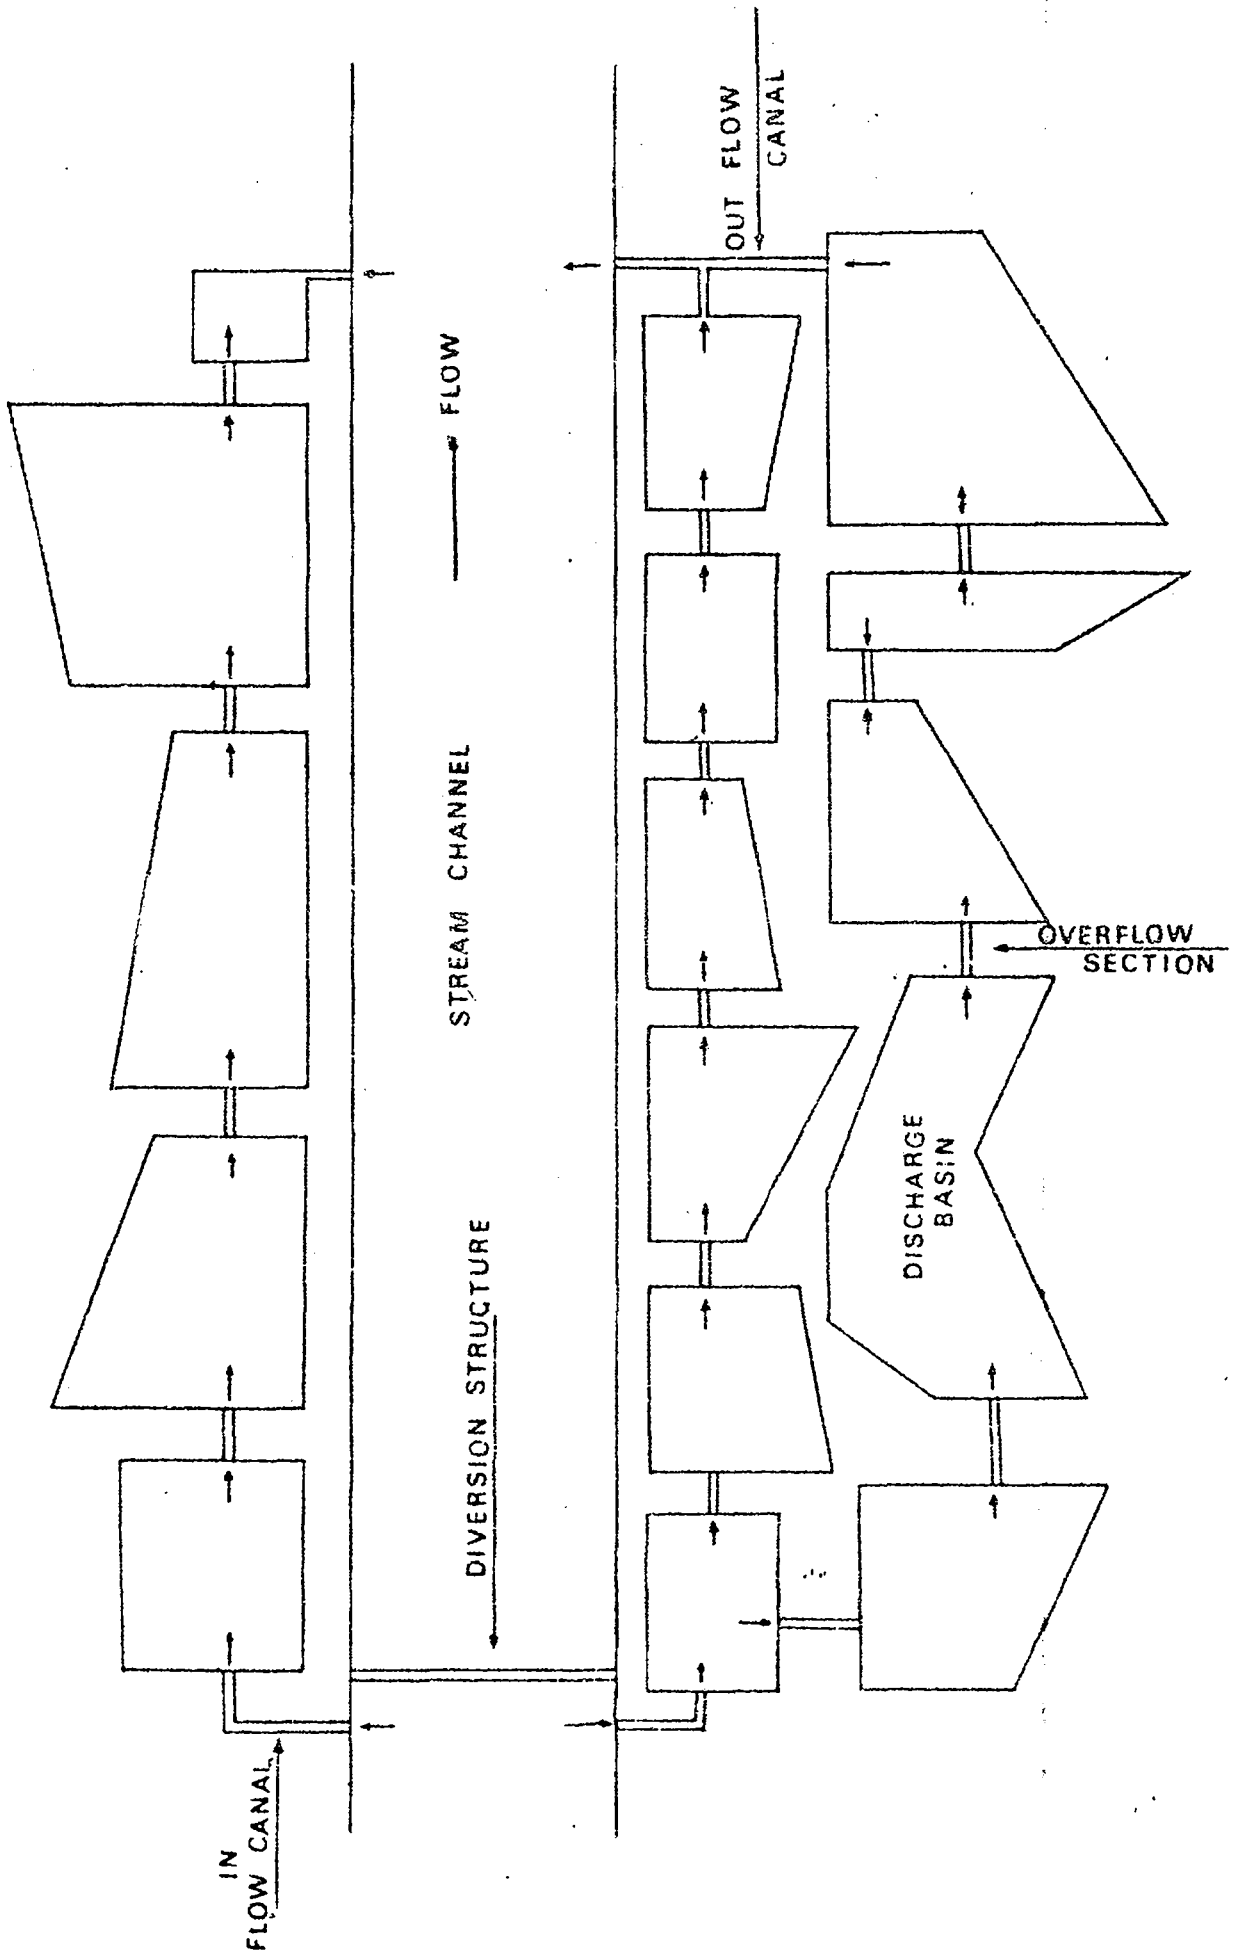 OUT FLOW
CANAL
FLOW
STREAM CHANNEL
OVERFLOW
SECTION
DISCHARGE
BASIN
DIVERSION STRUCTURE
IN
FLOW CANAL